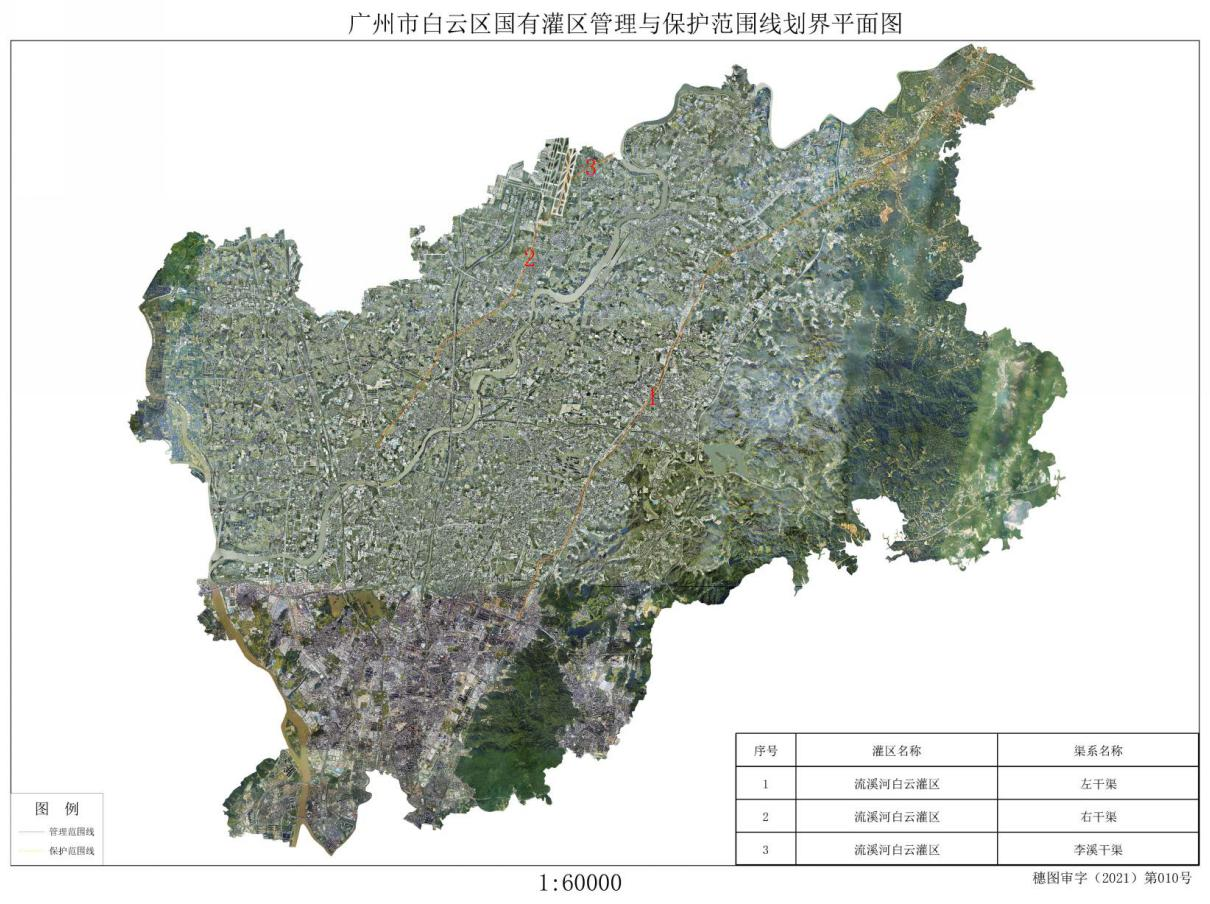 广州市白云区国有灌区管理与保护范围线划界平面图
3
2
1
序号 灌区名称 渠系名称
1 流溪河白云灌区 左干渠
2 流溪河白云灌区 右干渠
3 流溪河白云灌区 李溪干渠
图 例
管理范围线
保护范围线
1:60000
穗图审字（2021）第010号